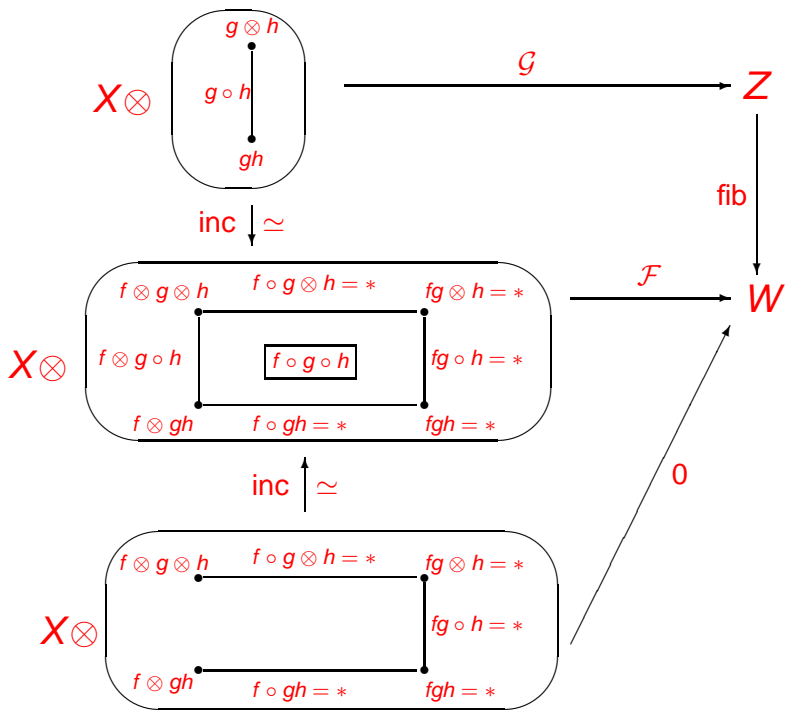 g ⊗ h
𝒢
X⊗
g ∘ h
Z
gh
fib
inc
≃
f ⊗ g ⊗ h
f ∘ g ⊗ h = ∗
fg ⊗ h = ∗
ℱ
W
X⊗
f ⊗ g ∘ h
f ∘ g ∘ h
fg ∘ h = ∗
f ⊗ gh
f ∘ gh = ∗
fgh = ∗
inc
≃
0
f ⊗ g ⊗ h
f ∘ g ⊗ h = ∗
fg ⊗ h = ∗
X⊗
fg ∘ h = ∗
f ⊗ gh
f ∘ gh = ∗
fgh = ∗